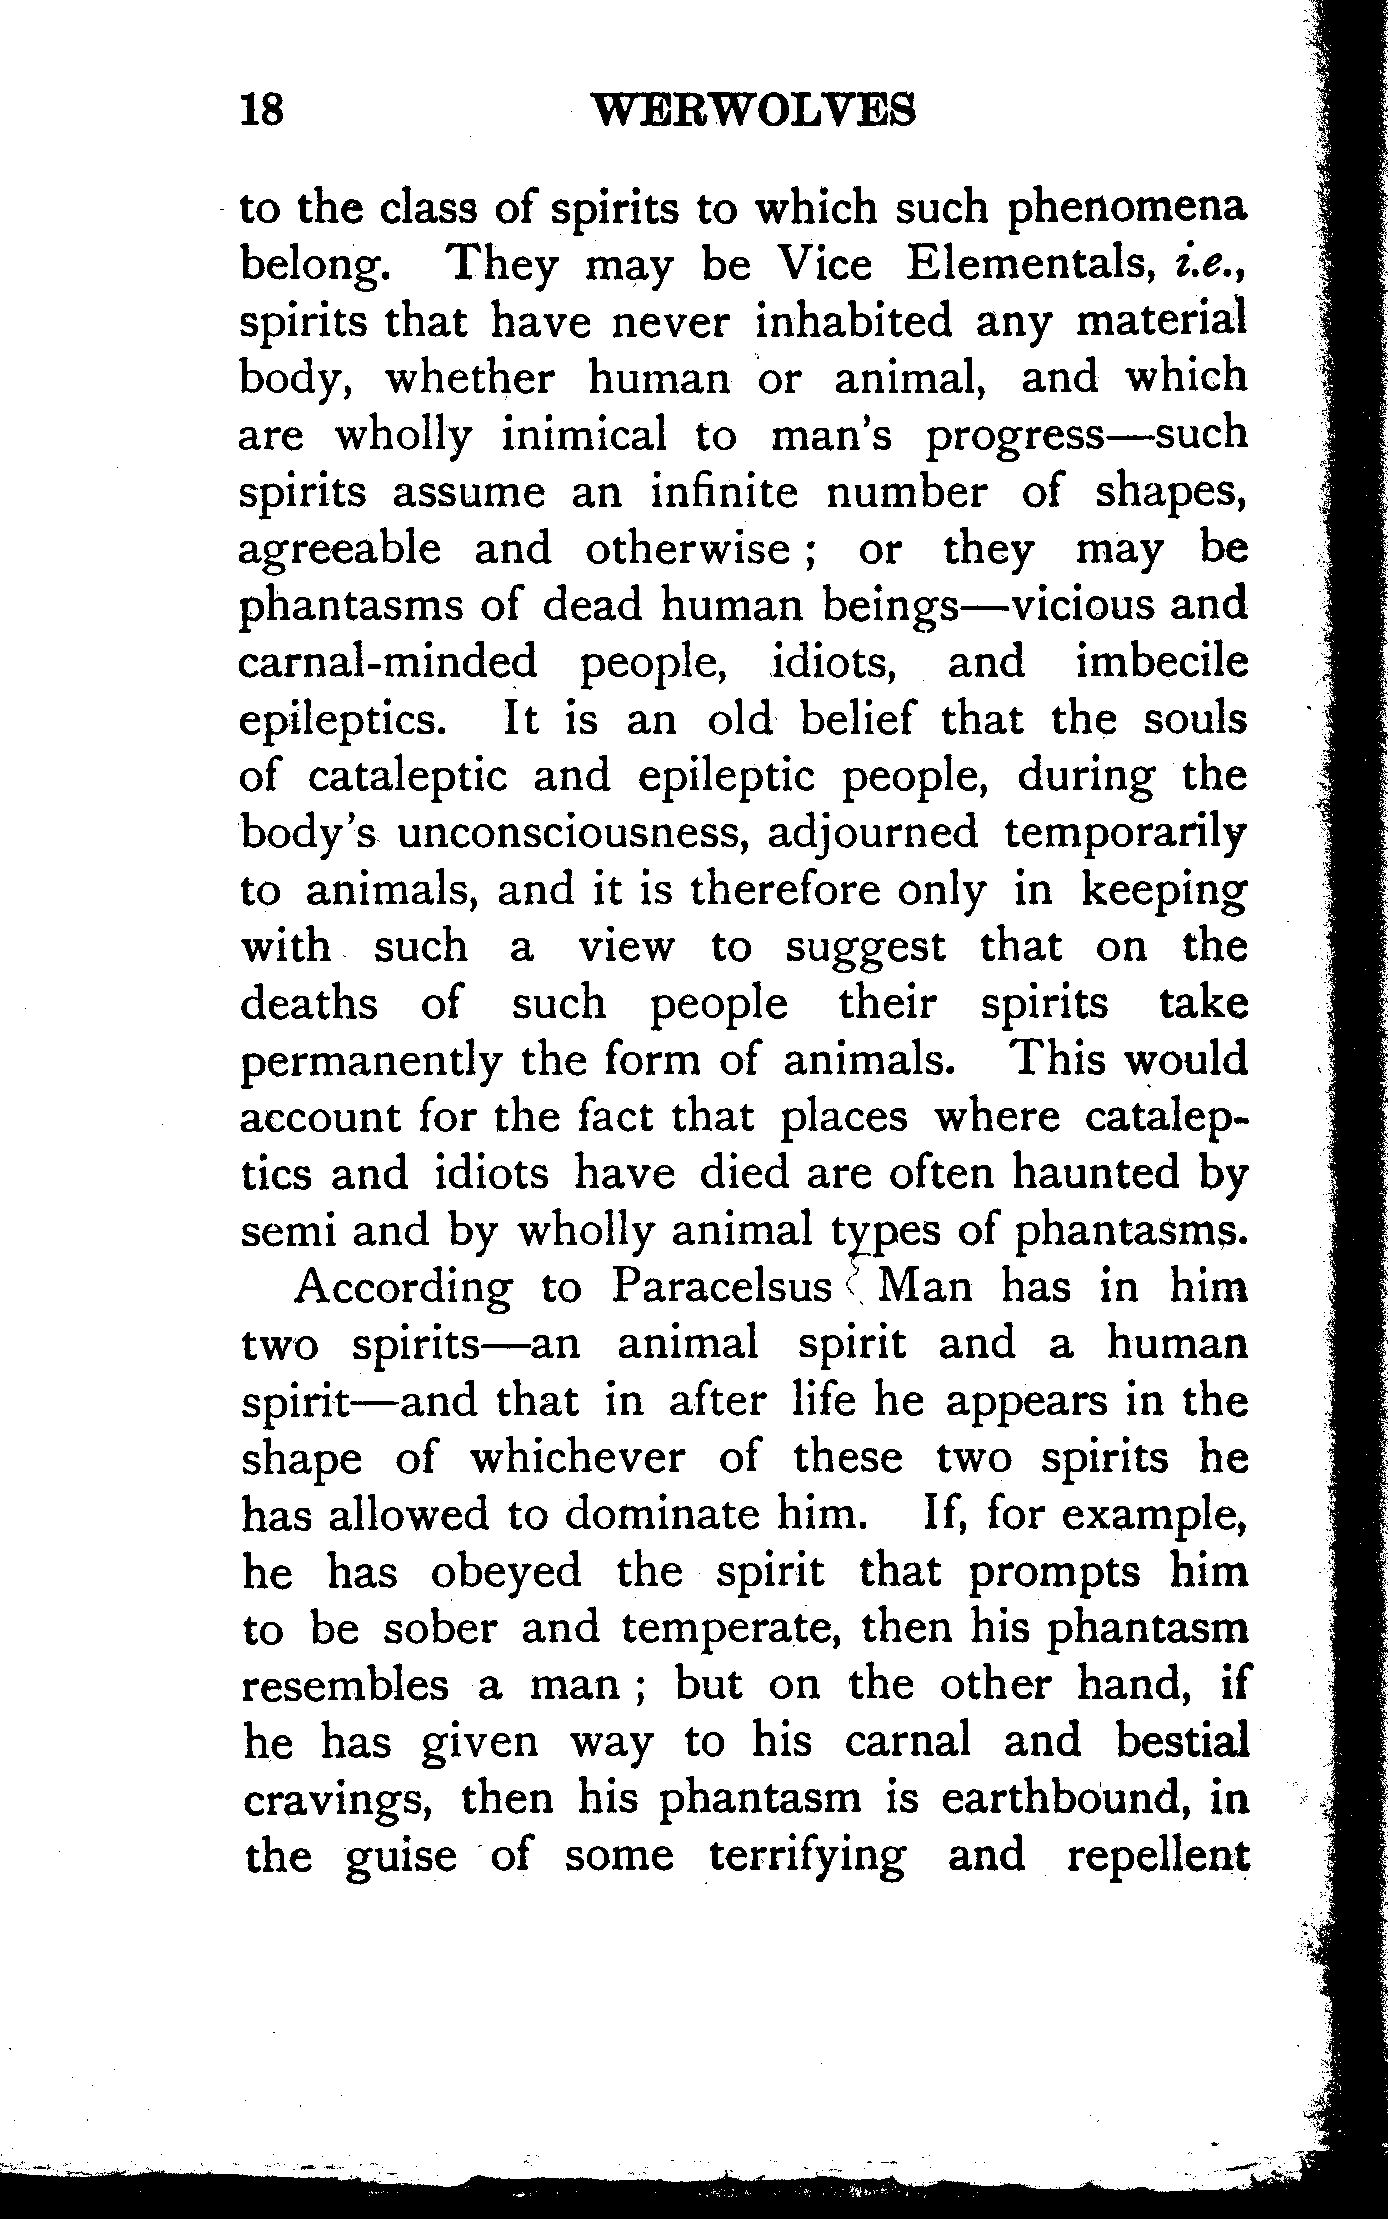 18 WERWOLVES
to the class of spirits to which such phenomena
belong. They may be Vice Elementals, i.e.,
spirits that have never inhabited any material
body, whether human or animal, and which
are wholly inimical to man's progress—such
spirits assume an infinite number of shapes,
agreeable and otherwise ; or they may be
phantasms of dead human beings—vicious and
carnal-minded people, idiots, and imbecile
epileptics. It is an old belief that the souls
of cataleptic and epileptic people, during the
body's unconsciousness, adjourned temporarily
to animals, and it is therefore only in keeping
with such a view to suggest that on the
deaths of such people their spirits take
permanently the form of animals. This would
account for the fact that places where catalep-
tics and idiots have died are often haunted by
semi and by wholly animal types of phantasms.
According to Paracelsus Man has in him
two spirits—an animal spirit and a human
spirit—and that in after life he appears in the
shape of whichever of these two spirits he
has allowed to dominate him. If, for example,
he has obeyed the spirit that prompts him
to be sober and temperate, then his phantasm
resembles a man ; but on the other hand, if
he has given way to his carnal and bestial
cravings, then his phantasm is earthbound, in
the guise of some terrifying and repellent